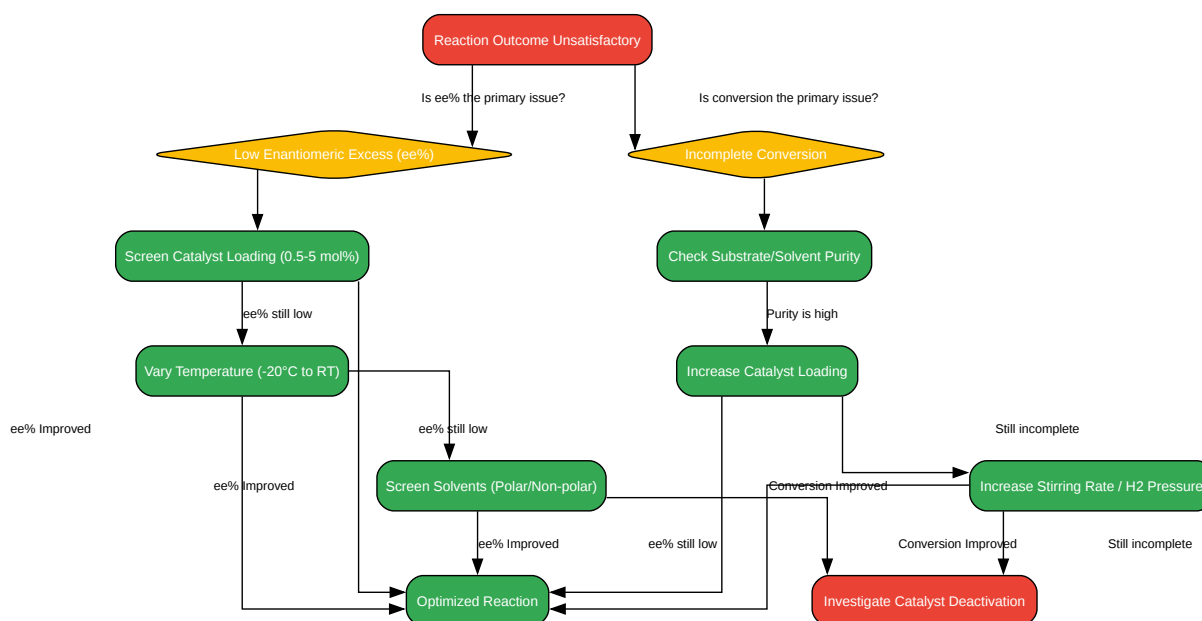 Reaction Outcome Unsatisfactory
Is ee% the primary issue?
Is conversion the primary issue?
Low Enantiomeric Excess (ee%)
Incomplete Conversion
Screen Catalyst Loading (0.5-5 mol%)
Check Substrate/Solvent Purity
ee% still low
Purity is high
Vary Temperature (-20°C to RT)
Increase Catalyst Loading
ee% Improved
ee% still low
Still incomplete
ee% Improved
Screen Solvents (Polar/Non-polar)
Conversion Improved
Increase Stirring Rate / H2 Pressure
ee% Improved
ee% still low
Conversion Improved
Still incomplete
Optimized Reaction
Investigate Catalyst Deactivation